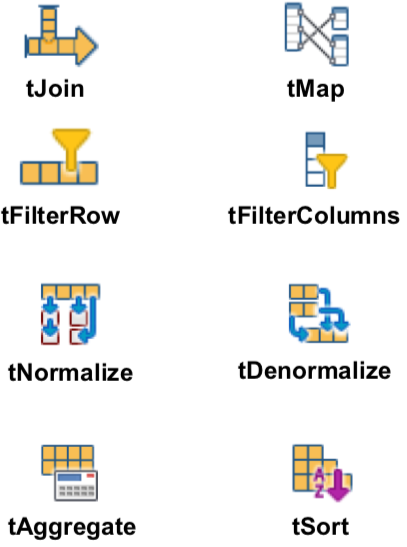 tJoin
tMap
tFilterRow
tFilterColumns
tNormalize
tDenormalize
A
Z
tAggregate
tSort